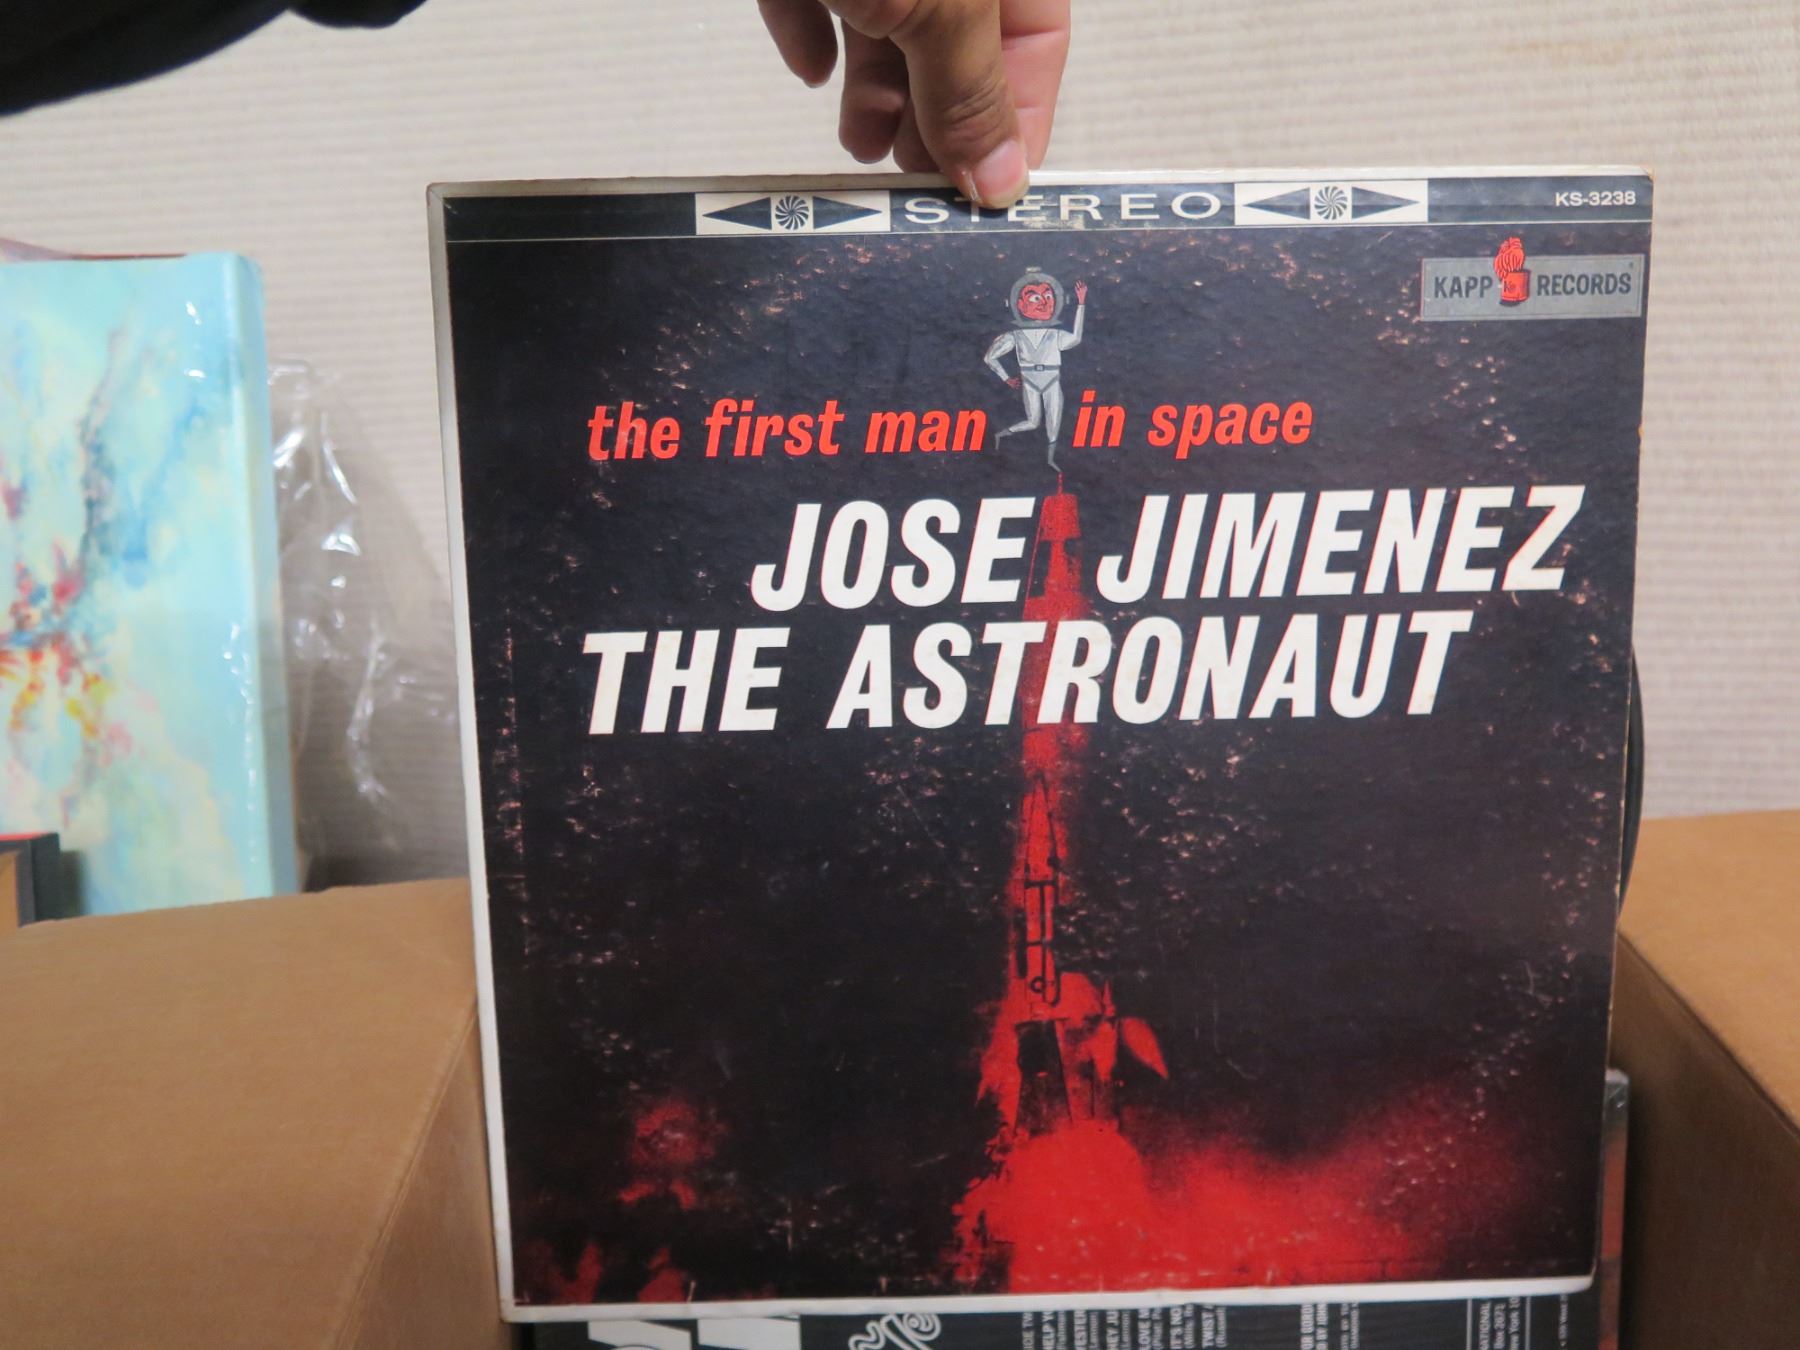 STEREO
KS-3238
KAPP K RECORDS
the first man in space
JOSE JIMENEZ
THE ASTRONAUT